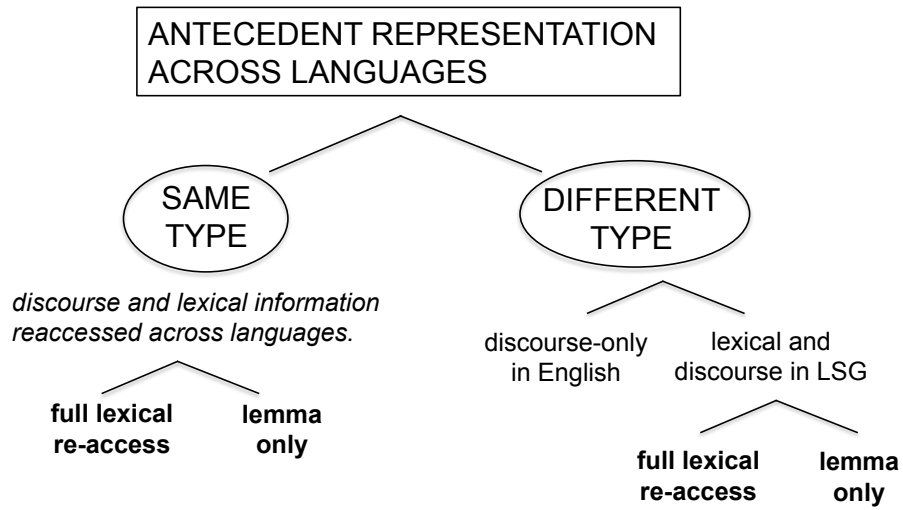 ANTECEDENT REPRESENTATION
ACROSS LANGUAGES
SAME
TYPE
discourse and lexical information
reaccessed across languages.
full lexical
re-access
lemma
only
DIFFERENT
TYPE
discourse-only
in English
lexical and
discourse in LSG
full lexical
re-access
lemma
only